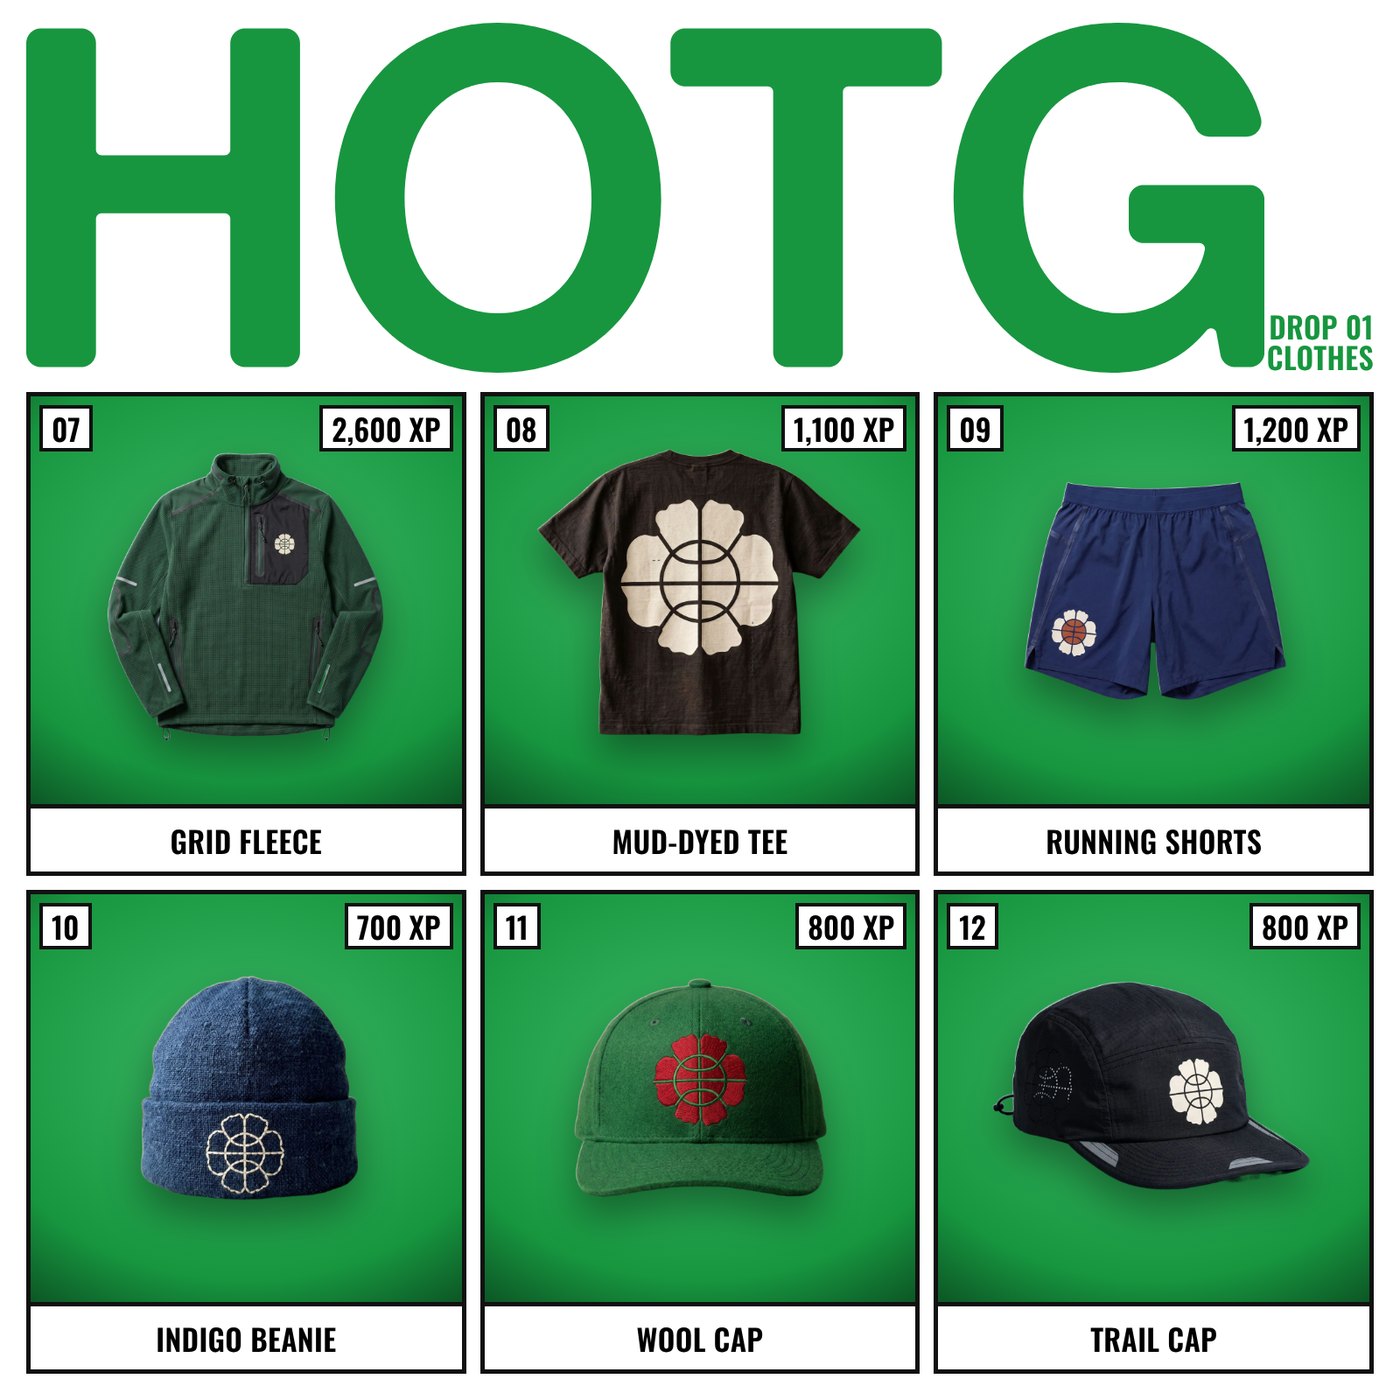 HOTG
DROP 01
CLOTHES
07
2,600 XP
08
1,100 XP
09
1,200 XP
GRID FLEECE
MUD-DYED TEE
RUNNING SHORTS
10
700 XP
11
800 XP
12
800 XP
INDIGO BEANIE
WOOL CAP
TRAIL CAP